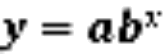 y = ab^x